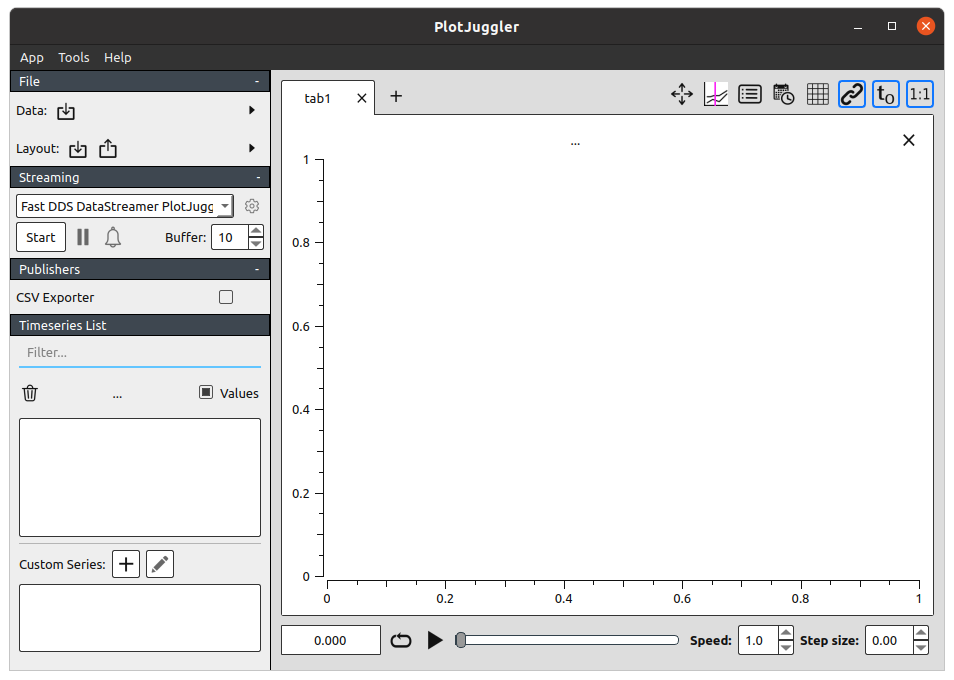 PlotJuggler
App Tools Help
File -
Data:
Layout:
Streaming -
Fast DDS DataStreamer PlotJugg
Start Buffer: 10
Publishers -
CSV Exporter
Timeseries List
Filter...
... Values
Custom Series:
tab1 +
t0 1:1
...
1
0.8
0.6
0.4
0.2
0
0 0.2 0.4 0.6 0.8 1
0.000 Speed: 1.0 Step size: 0.00